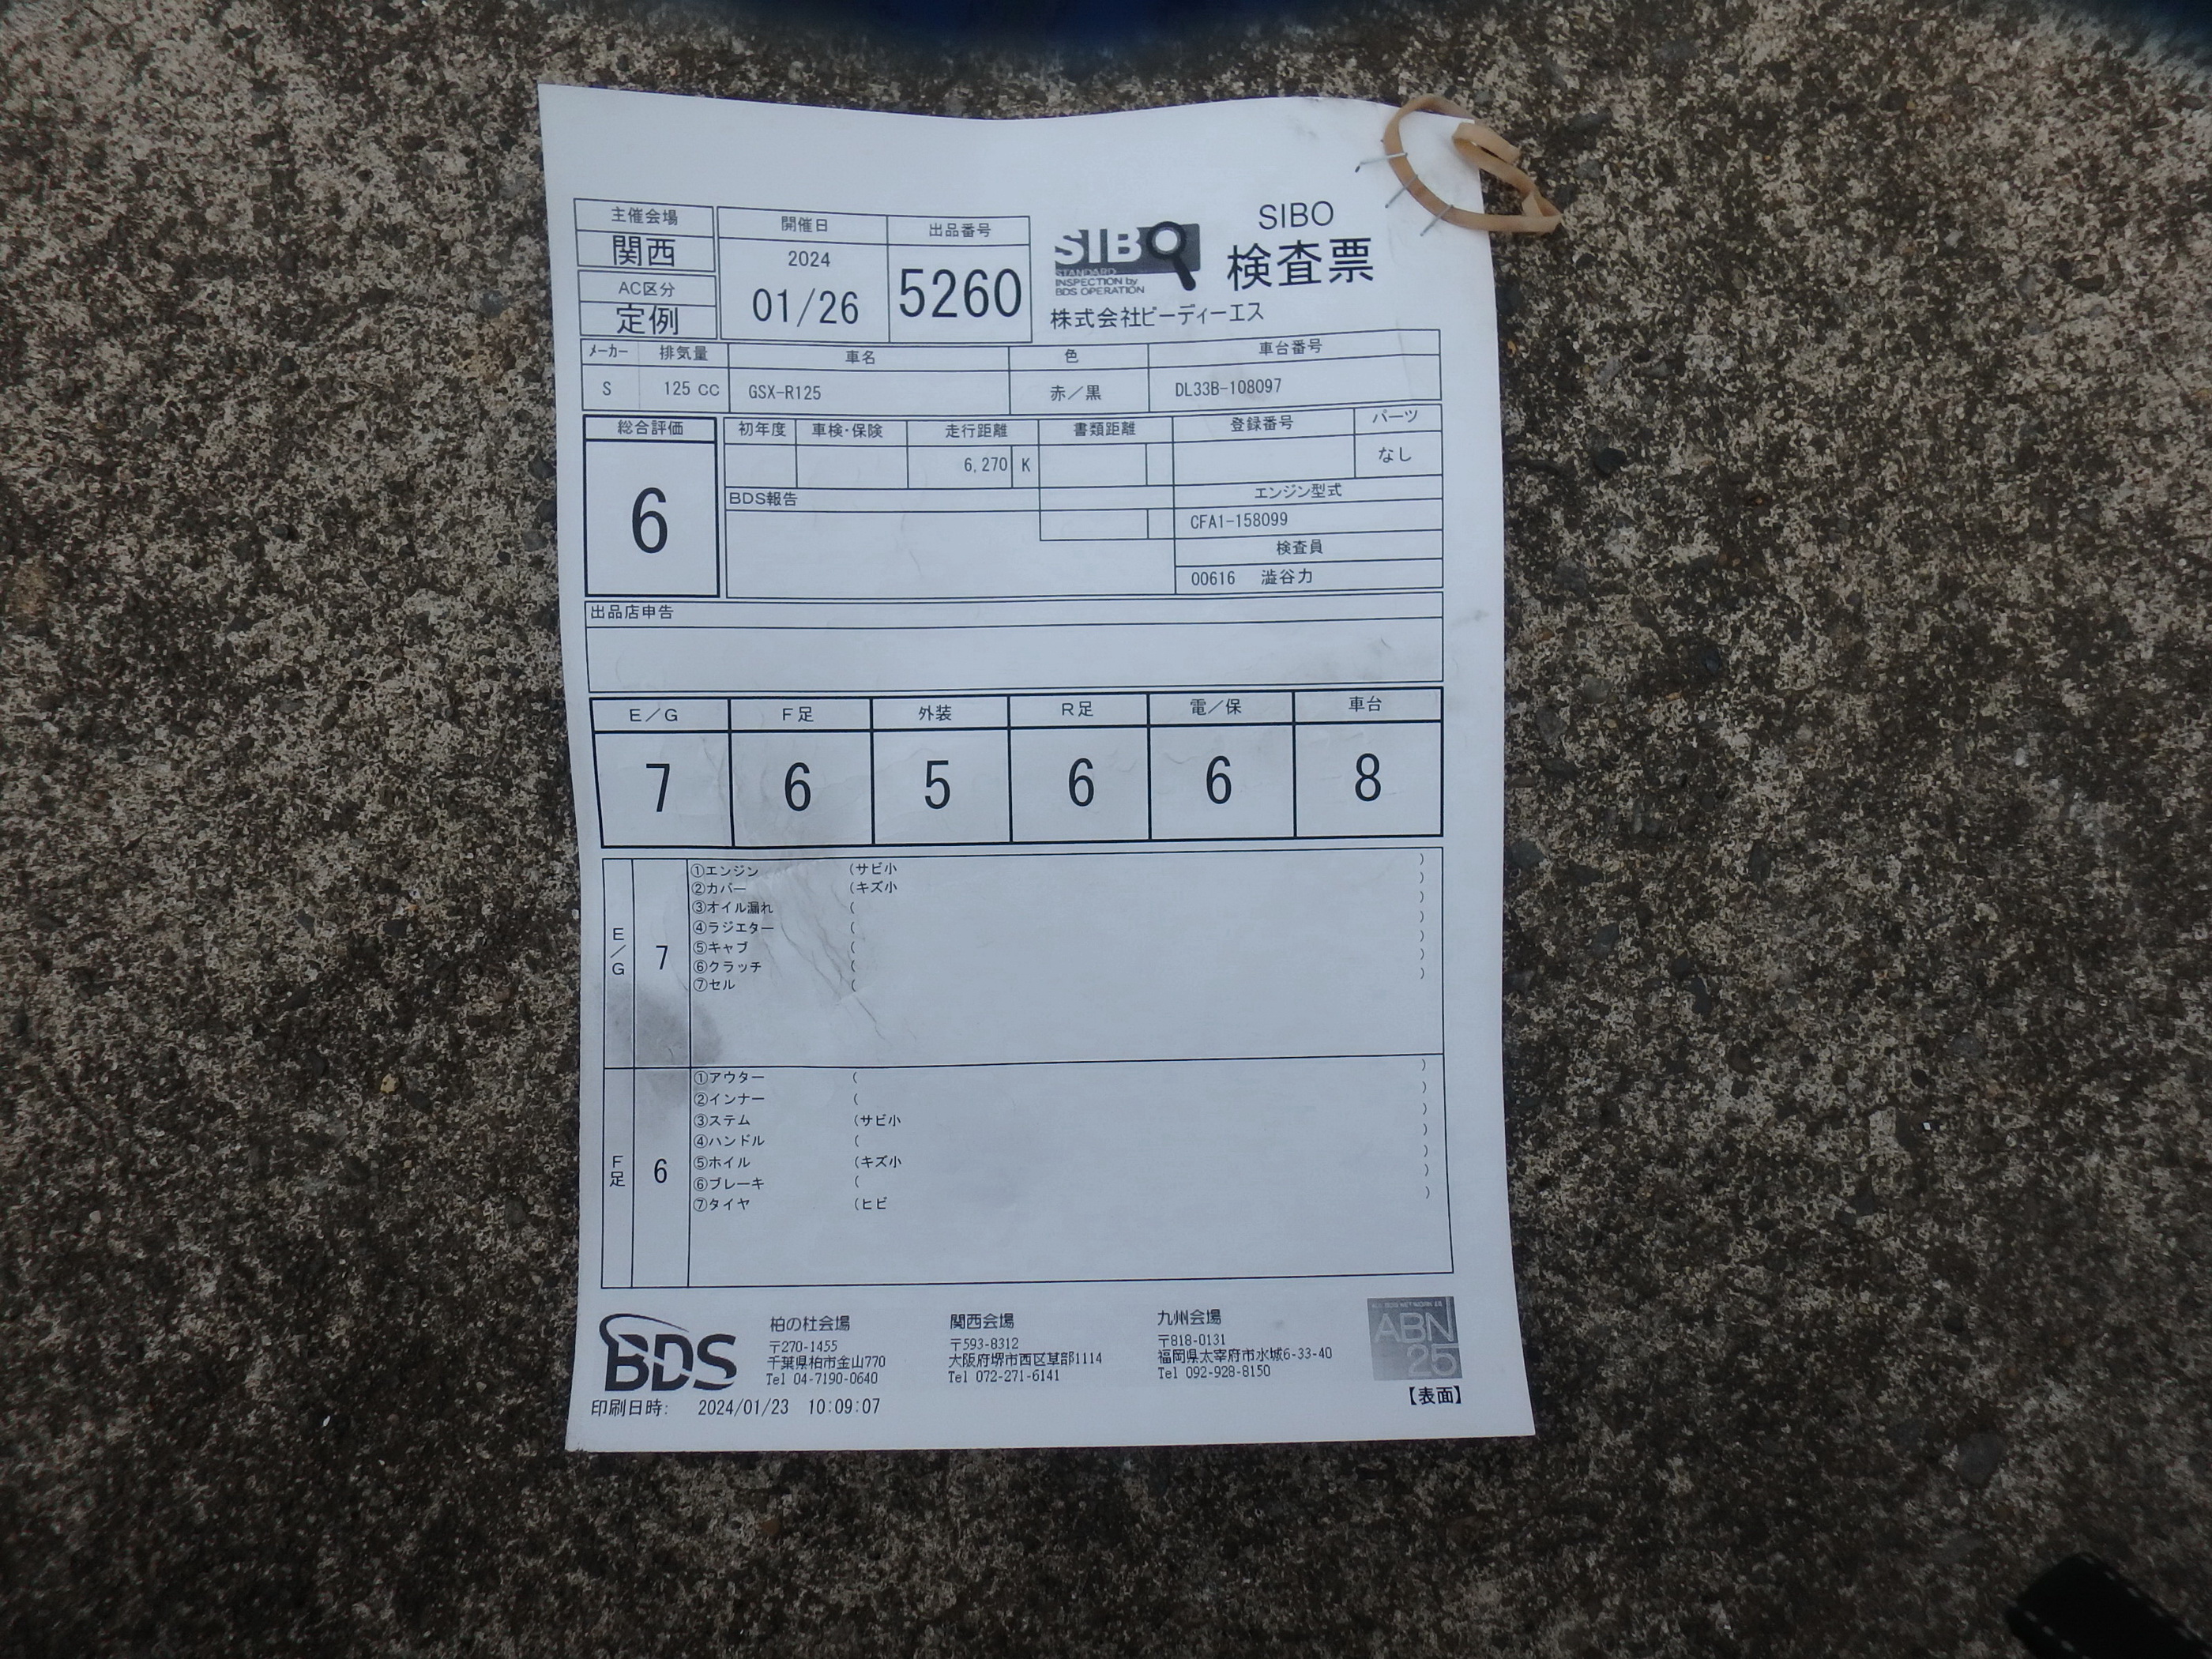 主催会場
関西
AC区分
定例
開催日
2024
01/26
出品番号
5260
SIBO
STANDARD
INSPECTION by
BDS OPERATION
SIBO
検査票
株式会社ビーディーエス
メーカー 排気量 車名 色 車台番号
S 125 CC GSX-R125 赤／黒 DL33B-108097
総合評価
6
初年度 車検・保険 走行距離 書類距離 登録番号 パーツ
6,270 K なし
BDS報告
エンジン型式
CFA1-158099
検査員
00616 澁谷力
出品店申告
E／G F足 外装 R足 電／保 車台
7 6 5 6 6 8
E／G
7
①エンジン (サビ小 )
②カバー (キズ小 )
③オイル漏れ ( )
④ラジエター ( )
⑤キャブ ( )
⑥クラッチ ( )
⑦セル ( )
F足
6
①アウター ( )
②インナー ( )
③ステム (サビ小 )
④ハンドル ( )
⑤ホイル (キズ小 )
⑥ブレーキ ( )
⑦タイヤ (ヒビ )
BDS
柏の杜会場
〒270-1455
千葉県柏市金山770
Tel 04-7190-0640
関西会場
〒593-8312
大阪府堺市西区草部1114
Tel 072-271-6141
九州会場
〒818-0131
福岡県太宰府市水城6-33-40
Tel 092-928-8150
ABN
25
【表面】
印刷日時: 2024/01/23 10:09:07